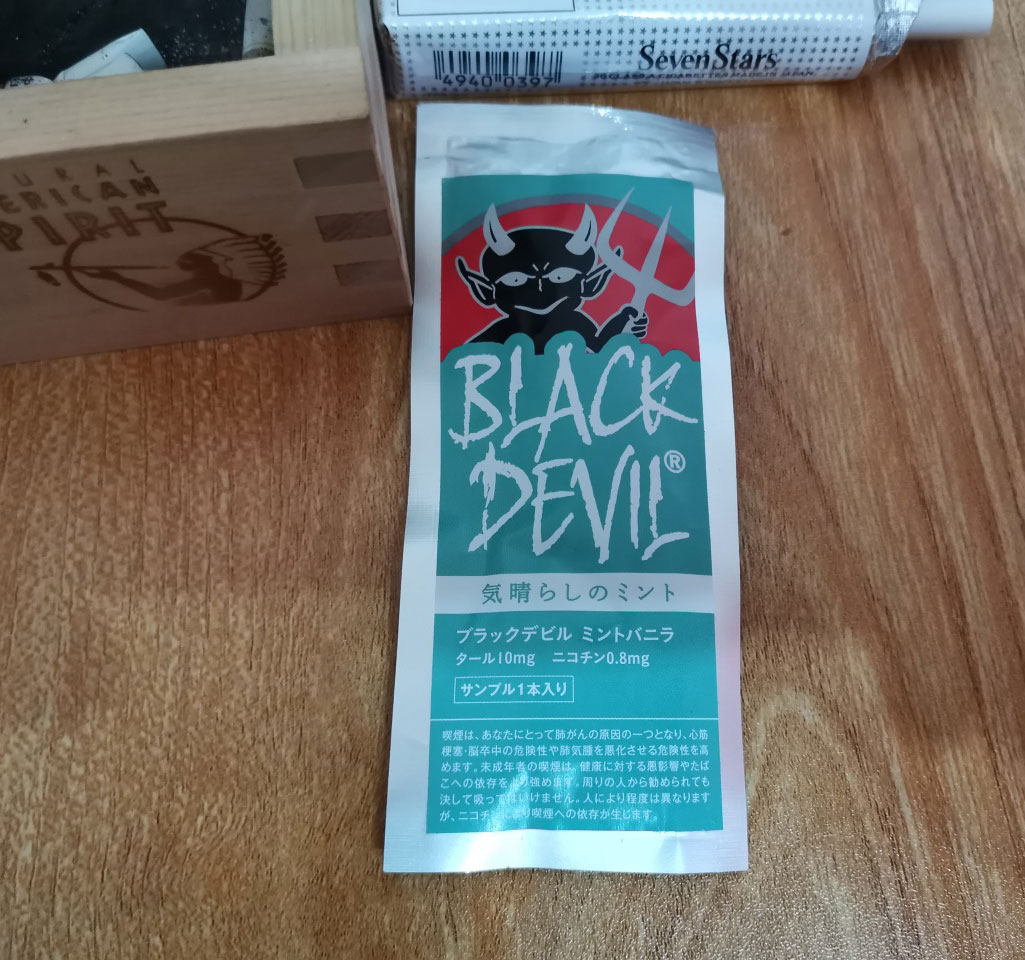 SevenStars
20 CLASS A CIGARETTES MADE IN JAPAN
4940 0397
URAL
ERICAN
PIRIT
BLACK
DEVIL®
気晴らしのミント
ブラックデビル ミントバニラ
タール10mg ニコチン0.8mg
サンプル1本入り
喫煙は、あなたにとって肺がんの原因の一つとなり、心筋
梗塞・脳卒中の危険性や肺気腫を悪化させる危険性を高
めます。未成年者の喫煙は、健康に対する悪影響やたば
こへの依存をより強めます。周りの人から勧められても
決して吸ってはいけません。人により程度は異なります
が、ニコチンにより喫煙への依存が生じます。